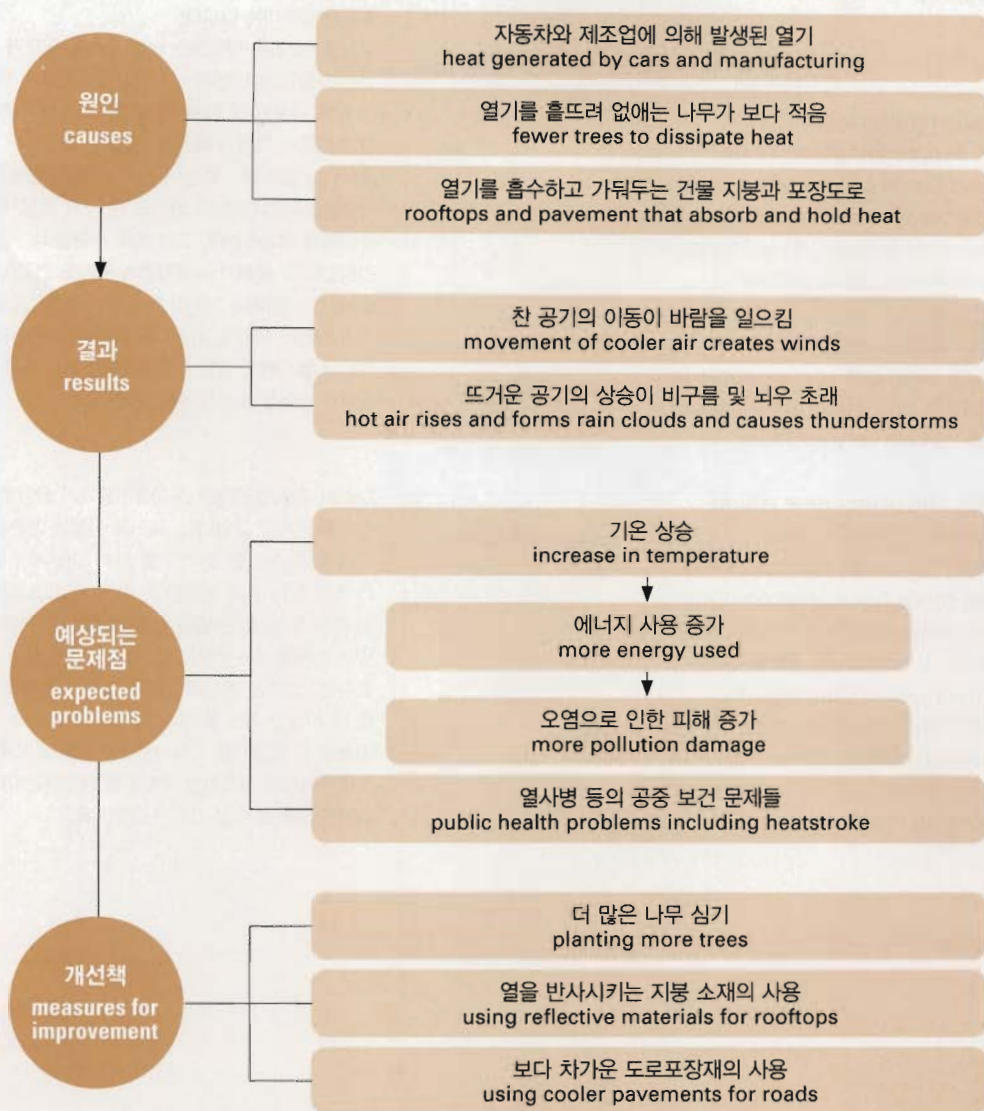 원인
causes
자동차와 제조업에 의해 발생된 열기
heat generated by cars and manufacturing
열기를 흩뜨려 없애는 나무가 보다 적음
fewer trees to dissipate heat
열기를 흡수하고 가둬두는 건물 지붕과 포장도로
rooftops and pavement that absorb and hold heat
결과
results
찬 공기의 이동이 바람을 일으킴
movement of cooler air creates winds
뜨거운 공기의 상승이 비구름 및 뇌우 초래
hot air rises and forms rain clouds and causes thunderstorms
예상되는
문제점
expected
problems
기온 상승
increase in temperature
에너지 사용 증가
more energy used
오염으로 인한 피해 증가
more pollution damage
열사병 등의 공중 보건 문제들
public health problems including heatstroke
개선책
measures for
improvement
더 많은 나무 심기
planting more trees
열을 반사시키는 지붕 소재의 사용
using reflective materials for rooftops
보다 차가운 도로포장재의 사용
using cooler pavements for roads